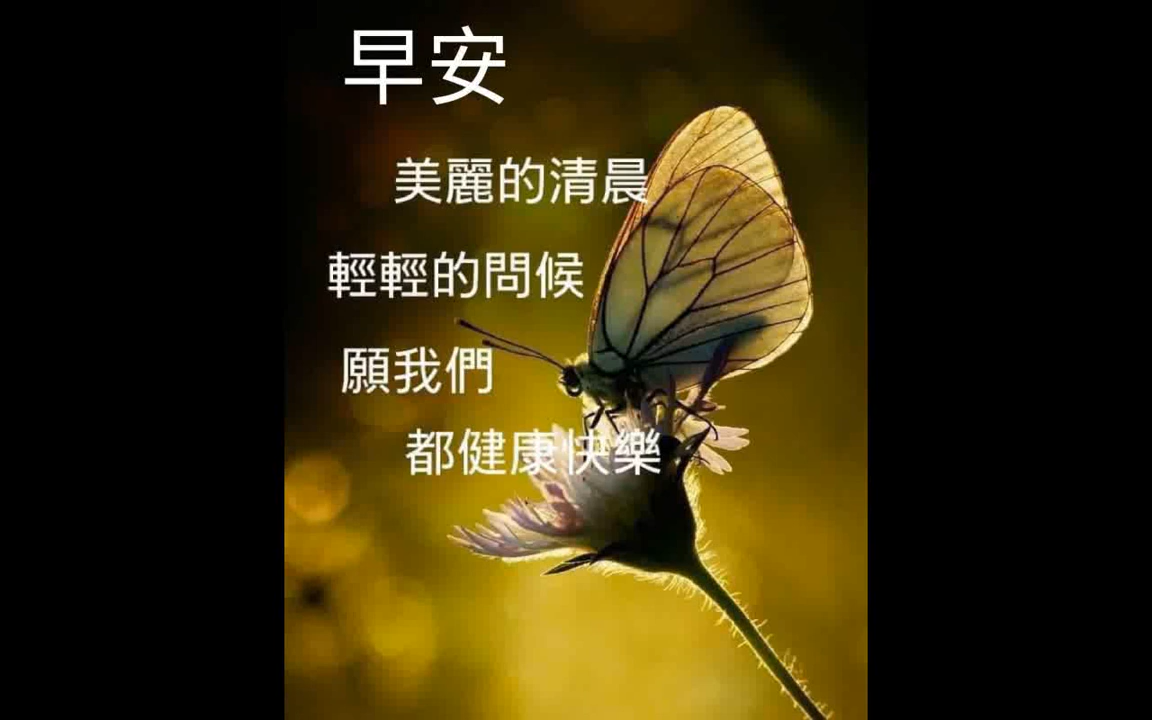 早安
美麗的清晨
輕輕的問候
願我們
都健康快樂